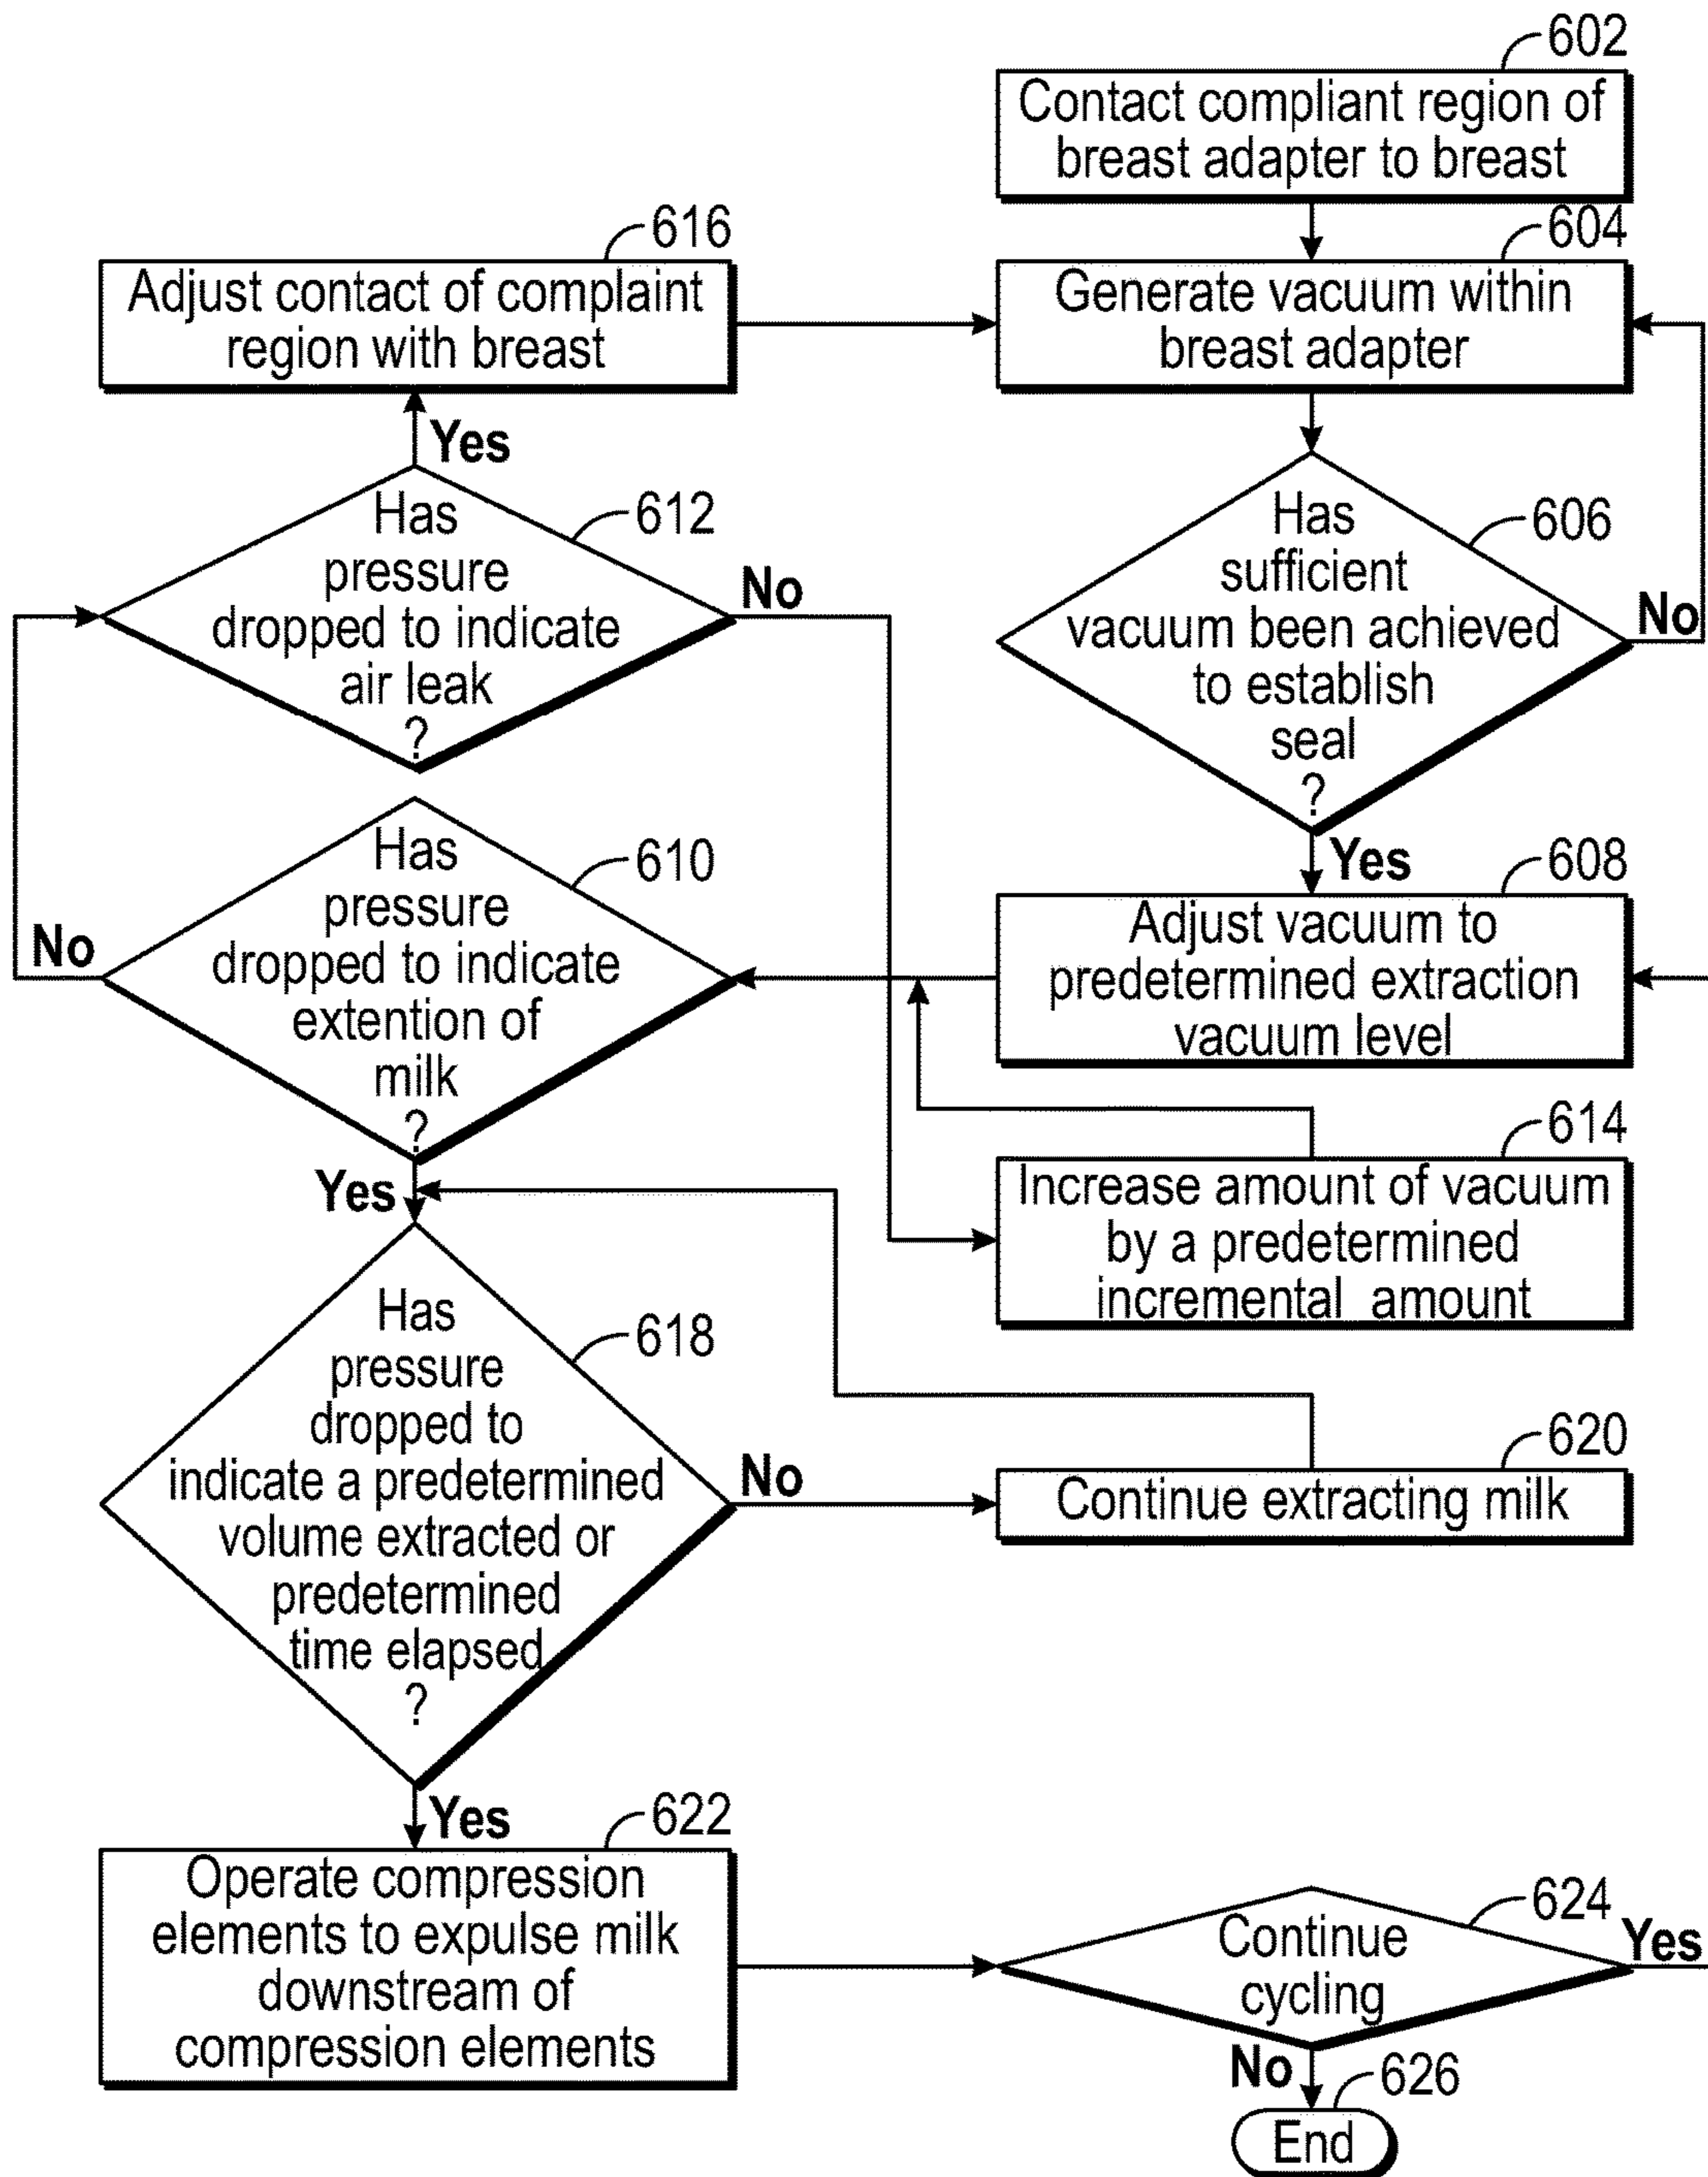 602
Contact compliant region of
breast adapter to breast
616
Adjust contact of complaint
region with breast
604
Generate vacuum within
breast adapter
Yes
Has
pressure
dropped to indicate
air leak
?
612
No
Has
sufficient
vacuum been achieved
to establish
seal
?
606
No
Yes
Has
pressure
dropped to indicate
extention of
milk
?
610
No
Yes
608
Adjust vacuum to
predetermined extraction
vacuum level
614
Increase amount of vacuum
by a predetermined
incremental amount
Has
pressure
dropped to
indicate a predetermined
volume extracted or
predetermined
time elapsed
?
618
No
620
Continue extracting milk
Yes
622
Operate compression
elements to expulse milk
downstream of
compression elements
624
Continue
cycling
Yes
No
626
End